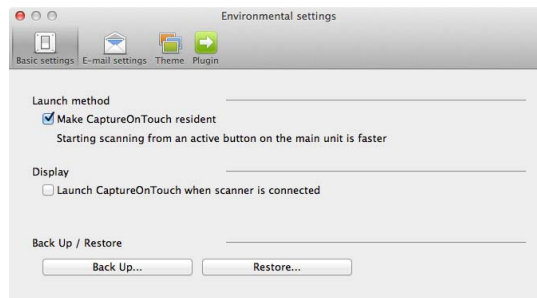 Environmental settings
Basic settings E-mail settings Theme Plugin
Launch method
Make CaptureOnTouch resident
Starting scanning from an active button on the main unit is faster
Display
Launch CaptureOnTouch when scanner is connected
Back Up / Restore
Back Up... Restore...